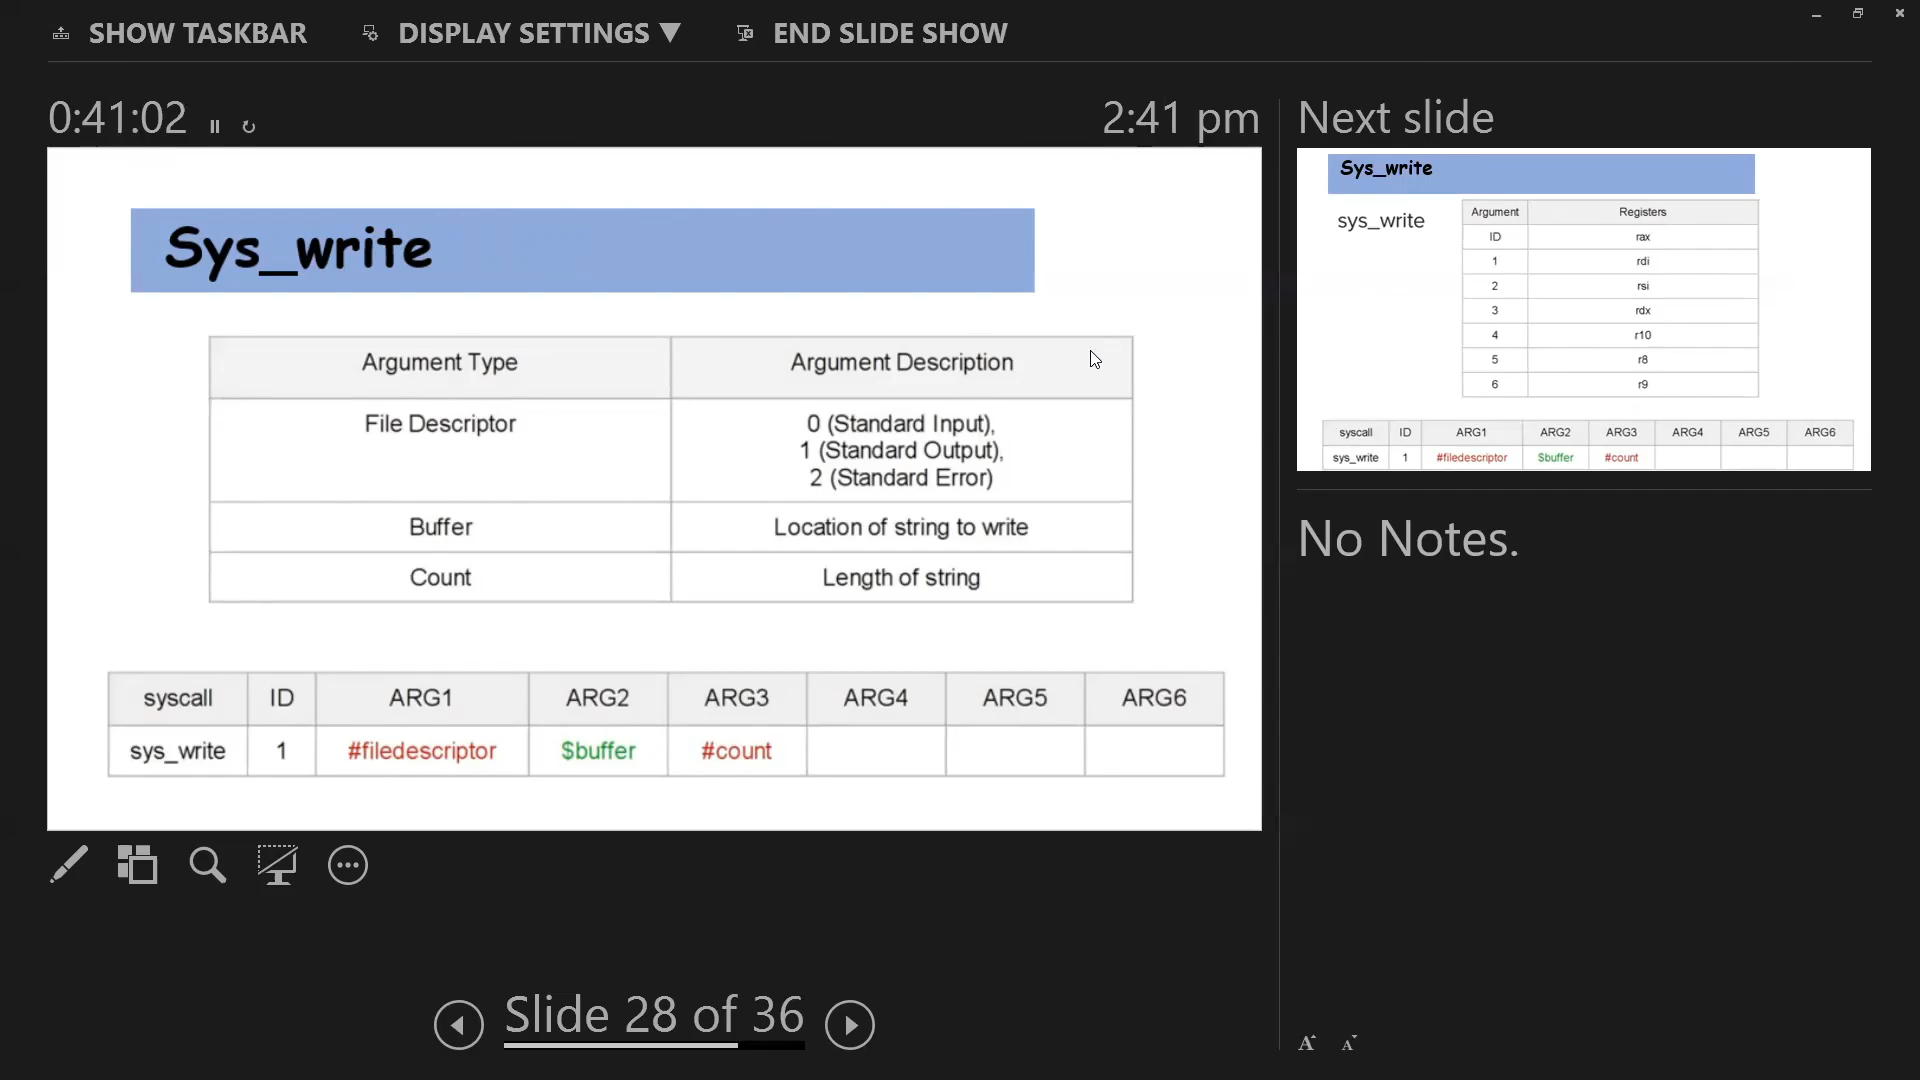 SHOW TASKBAR DISPLAY SETTINGS ▼ END SLIDE SHOW
0:41:02 2:41 pm
Sys_write
Argument Type Argument Description
File Descriptor 0 (Standard Input),
1 (Standard Output),
2 (Standard Error)
Buffer Location of string to write
Count Length of string
syscall ID ARG1 ARG2 ARG3 ARG4 ARG5 ARG6
sys_write 1 #filedescriptor $buffer #count
Slide 28 of 36
Next slide
Sys_write
sys_write
Argument Registers
ID rax
1 rdi
2 rsi
3 rdx
4 r10
5 r8
6 r9
syscall ID ARG1 ARG2 ARG3 ARG4 ARG5 ARG6
sys_write 1 #filedescriptor $buffer #count
No Notes.
A A